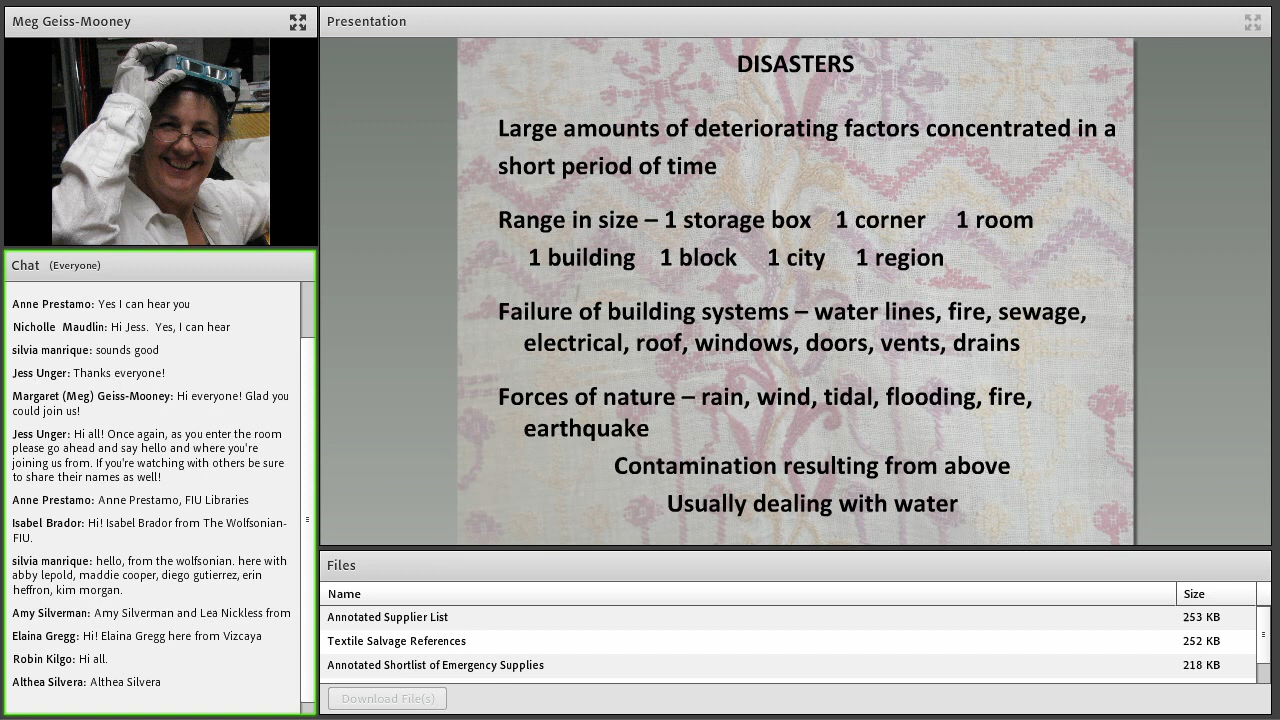 Meg Geiss-Mooney
Chat (Everyone)
Anne Prestamo: Yes I can hear you
Nicholle Maudlin: Hi Jess. Yes, I can hear
silvia manrique: sounds good
Jess Unger: Thanks everyone!
Margaret (Meg) Geiss-Mooney: Hi everyone! Glad you
could join us!
Jess Unger: Hi all! Once again, as you enter the room
please go ahead and say hello and where you're
joining us from. If you're watching with others be sure
to share their names as well!
Anne Prestamo: Anne Prestamo, FIU Libraries
Isabel Brador: Hi! Isabel Brador from The Wolfsonian-
FIU.
silvia manrique: hello, from the wolfsonian. here with
abby lepold, maddie cooper, diego gutierrez, erin
heffron, kim morgan.
Amy Silverman: Amy Silverman and Lea Nickless from
Elaina Gregg: Hi! Elaina Gregg here from Vizcaya
Robin Kilgo: Hi all.
Althea Silvera: Althea Silvera
Presentation
DISASTERS
Large amounts of deteriorating factors concentrated in a
short period of time
Range in size – 1 storage box 1 corner 1 room
1 building 1 block 1 city 1 region
Failure of building systems – water lines, fire, sewage,
electrical, roof, windows, doors, vents, drains
Forces of nature – rain, wind, tidal, flooding, fire,
earthquake
Contamination resulting from above
Usually dealing with water
Files
Name Size
Annotated Supplier List 253 KB
Textile Salvage References 252 KB
Annotated Shortlist of Emergency Supplies 218 KB
Download File(s)